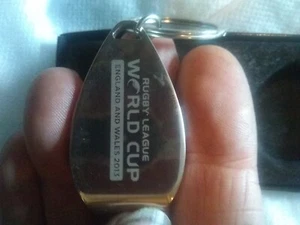 RUGBY LEAGUE
WORLD CUP
ENGLAND AND WALES 2013